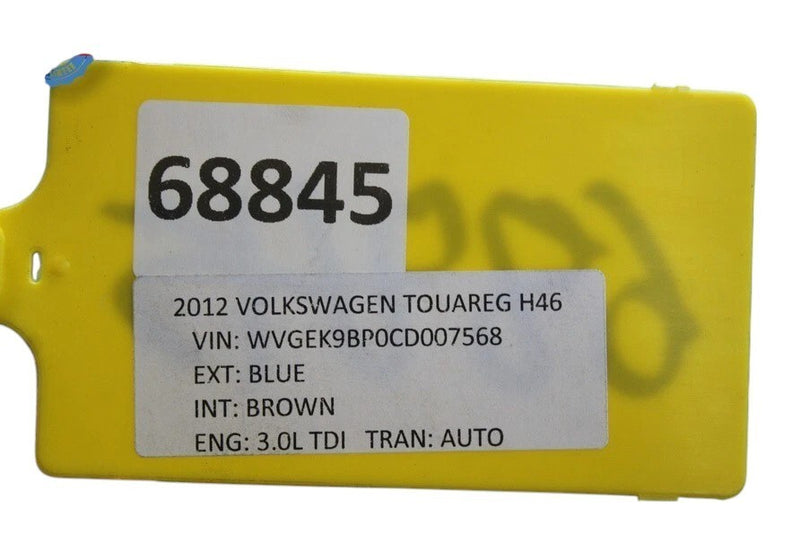 68845
2012 VOLKSWAGEN TOUAREG H46
VIN: WVGEK9BP0CD007568
EXT: BLUE
INT: BROWN
ENG: 3.0L TDI TRAN: AUTO